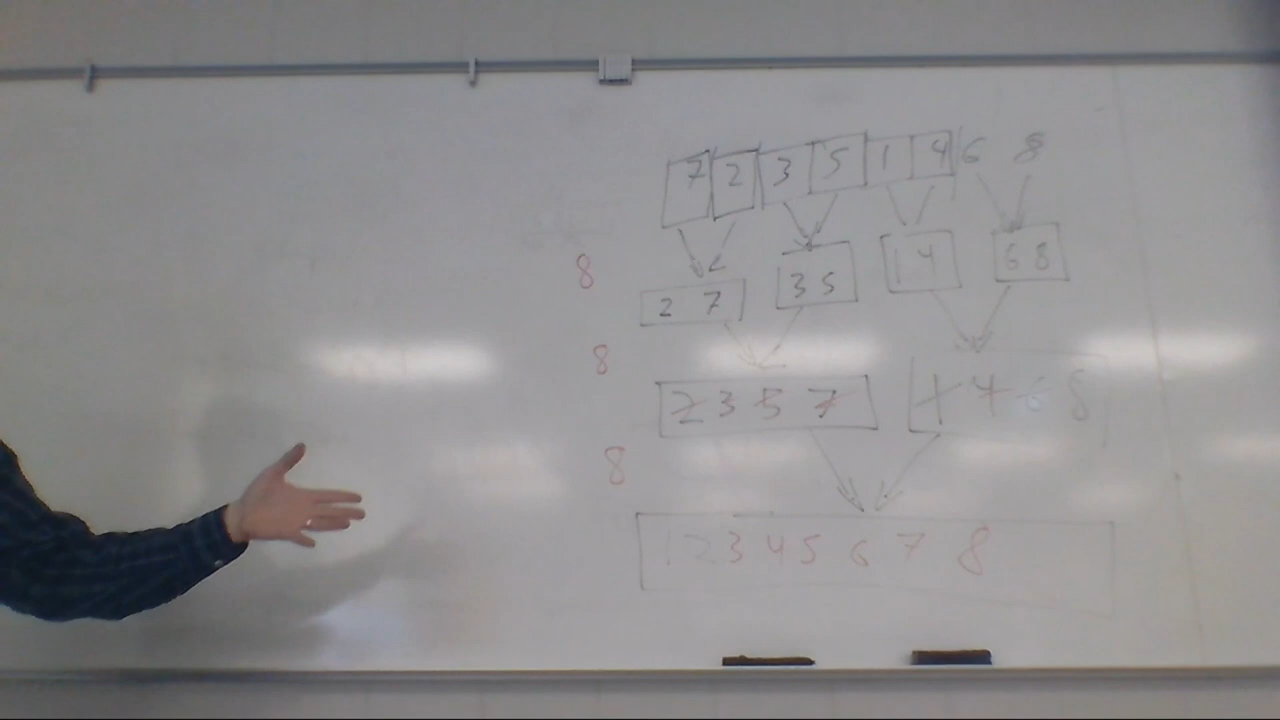 7 2 3 5 1 4 6 8
8 2 7 3 5 1 4 6 8
8 2 3 5 7 1 4 6 8
8
1 2 3 4 5 6 7 8